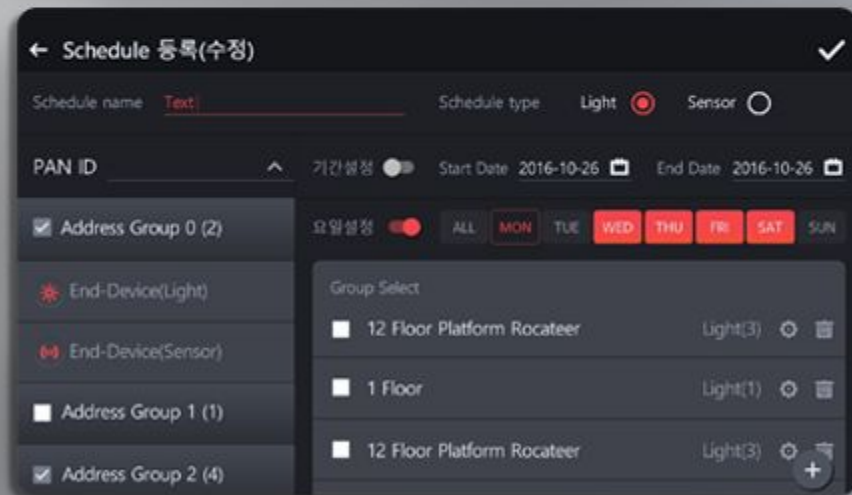 Schedule 등록(수정)
Schedule name Text Schedule type Light Sensor
PAN ID 기간설정 Start Date 2016-10-26 End Date 2016-10-26
Address Group 0 (2) 요일설정 ALL MON TUE WED THU FRI SAT SUN
End-Device(Light)
End-Device(Sensor)
Address Group 1 (1)
Address Group 2 (4)
Group Select
12 Floor Platform Rocateer Light(3)
1 Floor Light(1)
12 Floor Platform Rocateer Light(3)